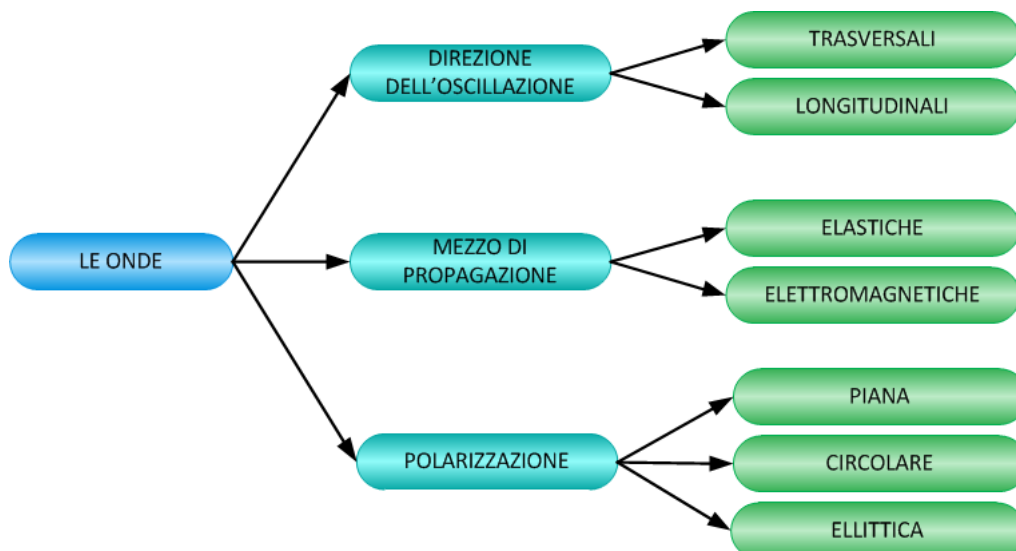 LE ONDE
DIREZIONE
DELL'OSCILLAZIONE
TRASVERSALI
LONGITUDINALI
MEZZO DI
PROPAGAZIONE
ELASTICHE
ELETTROMAGNETICHE
POLARIZZAZIONE
PIANA
CIRCOLARE
ELLITTICA